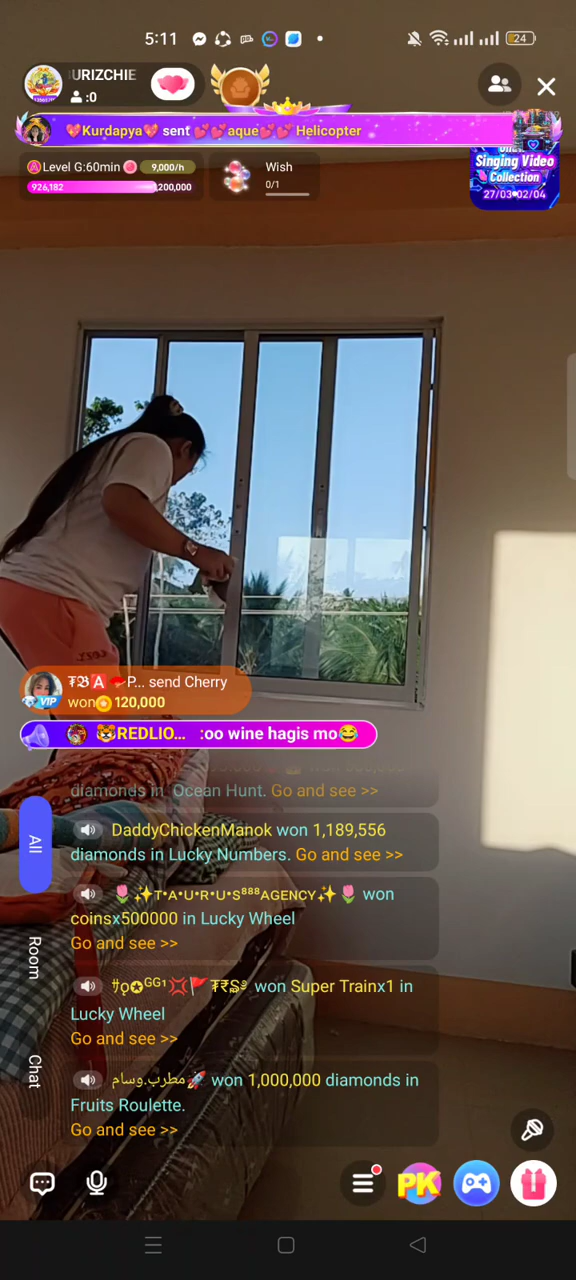 5:11
24
URIZCHIE
:0
💖Kurdapya💖 sent 💕💕aque💕💕 Helicopter
Level G:60min 9,000/h
926,182
,200,000
Wish
0/1
Singing Video
Collection
27/03-02/04
P... send Cherry
VIP
won 120,000
🐯REDLIO... :oo wine hagis mo😂
diamonds in Ocean Hunt. Go and see >>
All
DaddyChickenManok won 1,189,556
diamonds in Lucky Numbers. Go and see >>
🌷✨T•A•U•R•U•S⁸⁸⁸AGENCY✨🌷 won
coinsx500000 in Lucky Wheel
Go and see >>
Room
won Super Trainx1 in
Lucky Wheel
Go and see >>
Chat
مطرب.وسام🚀 won 1,000,000 diamonds in
Fruits Roulette.
Go and see >>
PK